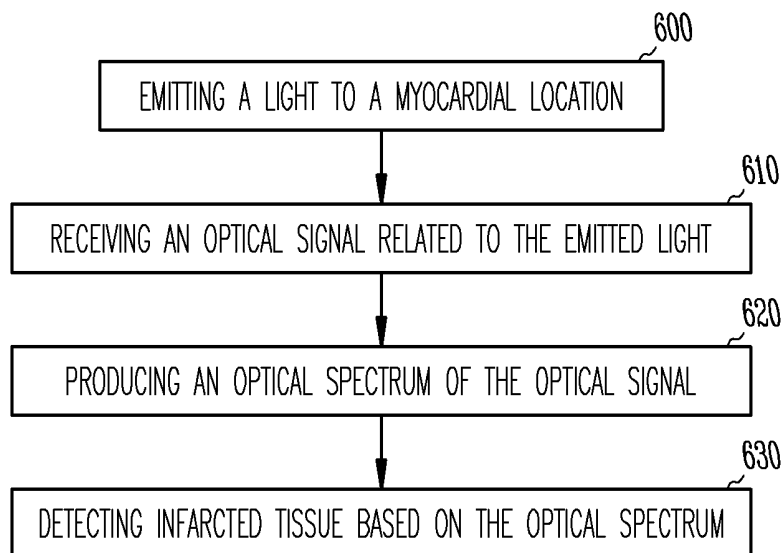 600
EMITTING A LIGHT TO A MYOCARDIAL LOCATION
610
RECEIVING AN OPTICAL SIGNAL RELATED TO THE EMITTED LIGHT
620
PRODUCING AN OPTICAL SPECTRUM OF THE OPTICAL SIGNAL
630
DETECTING INFARCTED TISSUE BASED ON THE OPTICAL SPECTRUM